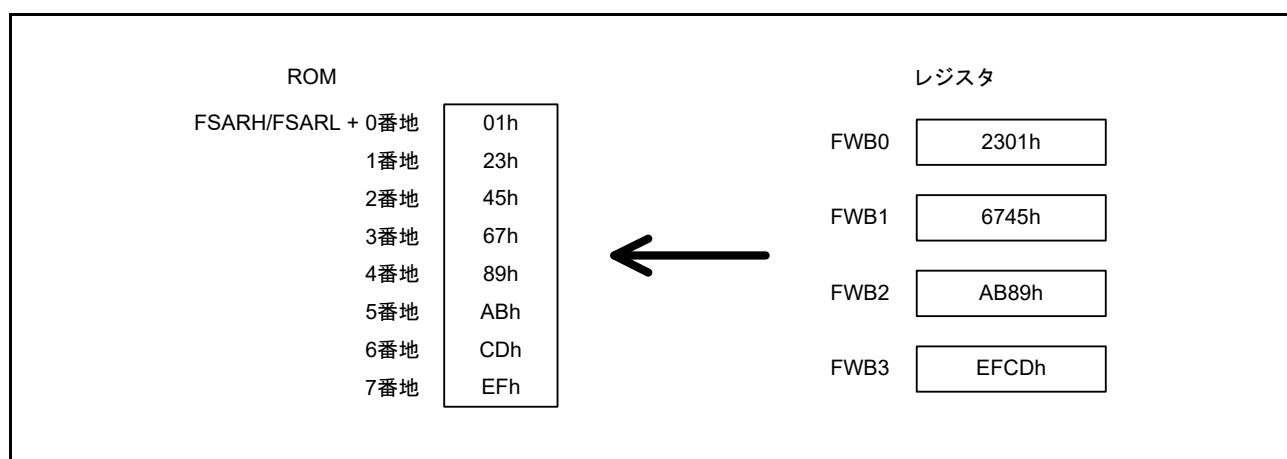 ROM
レジスタ
FSARH/FSARL + 0番地 01h
1番地 23h
2番地 45h
3番地 67h
4番地 89h
5番地 ABh
6番地 CDh
7番地 EFh
FWB0 2301h
FWB1 6745h
FWB2 AB89h
FWB3 EFCDh